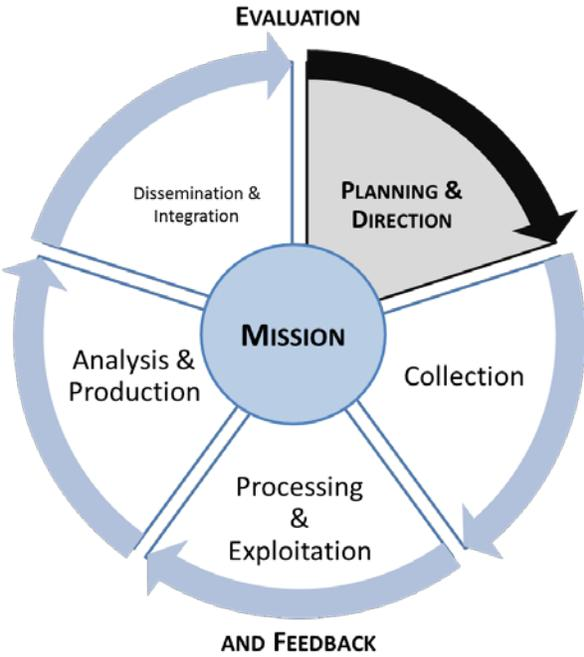 EVALUATION
PLANNING &
DIRECTION
Dissemination &
Integration
MISSION
Analysis &
Production
Collection
Processing
&
Exploitation
AND FEEDBACK